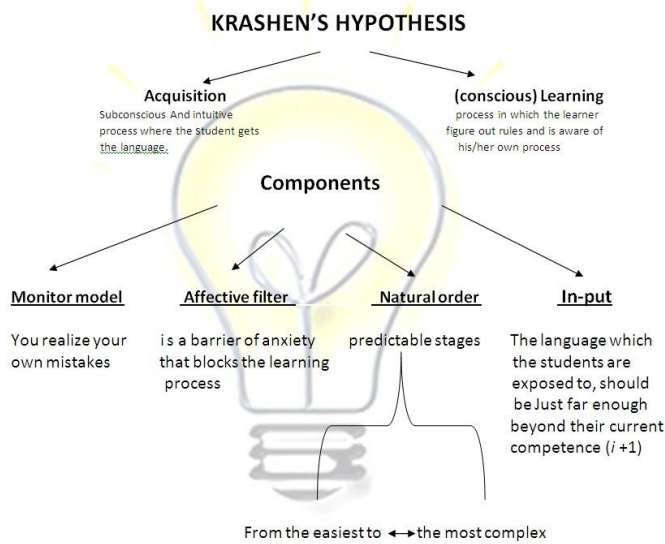 KRASHEN'S HYPOTHESIS
Acquisition
Subconscious And intuitive
process where the Student gets
the language.
(conscious) Learning
process in which the learner
figure out rules and is aware of
his/her own process
Components
Monitor model
You realize your
own mistakes
Affective filter
is a barrier of anxiety
that blocks the learning
process
Natural order
predictable stages
In-put
The language which
the students are
exposed to, should
be Just far enough
beyond their current
competence (i +1)
From the easiest to ↔ the most complex